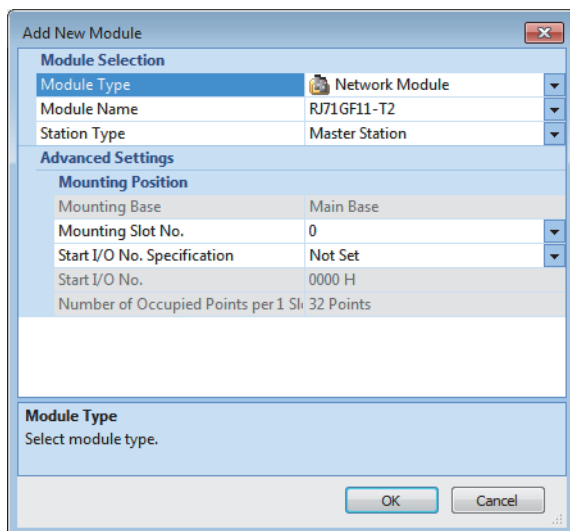 Add New Module
Module Selection
Module Type Network Module
Module Name RJ71GF11-T2
Station Type Master Station
Advanced Settings
Mounting Position
Mounting Base Main Base
Mounting Slot No. 0
Start I/O No. Specification Not Set
Start I/O No. 0000 H
Number of Occupied Points per 1 Sl 32 Points
Module Type
Select module type.
OK Cancel